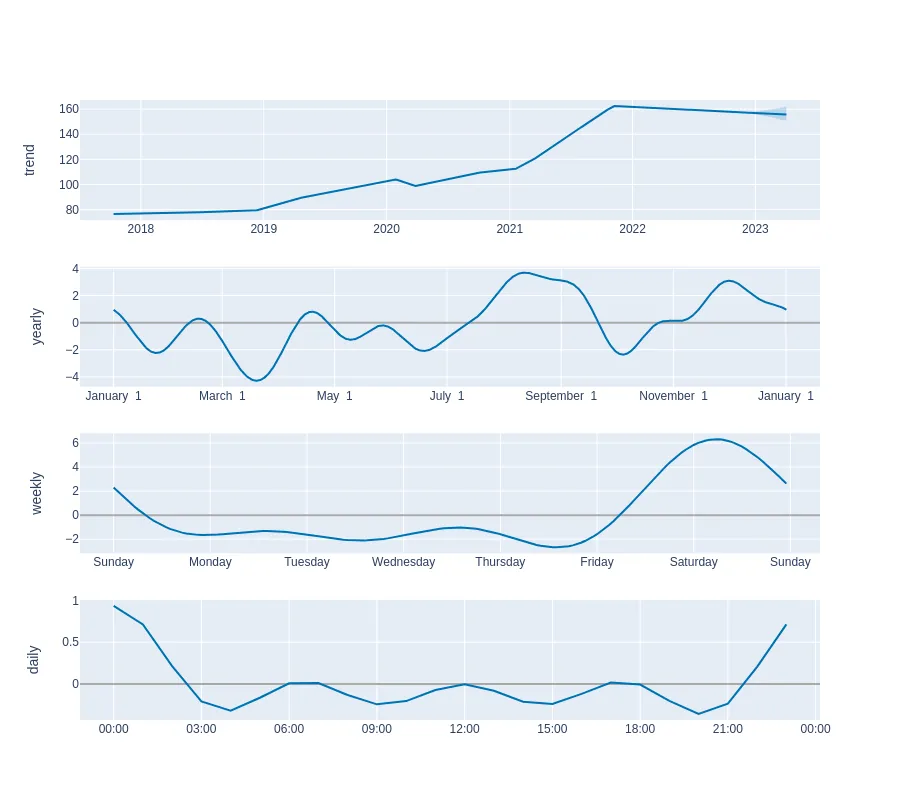 trend
160
140
120
100
80
2018 2019 2020 2021 2022 2023
yearly
4
2
0
−2
−4
January 1 March 1 May 1 July 1 September 1 November 1 January 1
weekly
6
4
2
0
−2
Sunday Monday Tuesday Wednesday Thursday Friday Saturday Sunday
daily
1
0.5
0
00:00 03:00 06:00 09:00 12:00 15:00 18:00 21:00 00:00